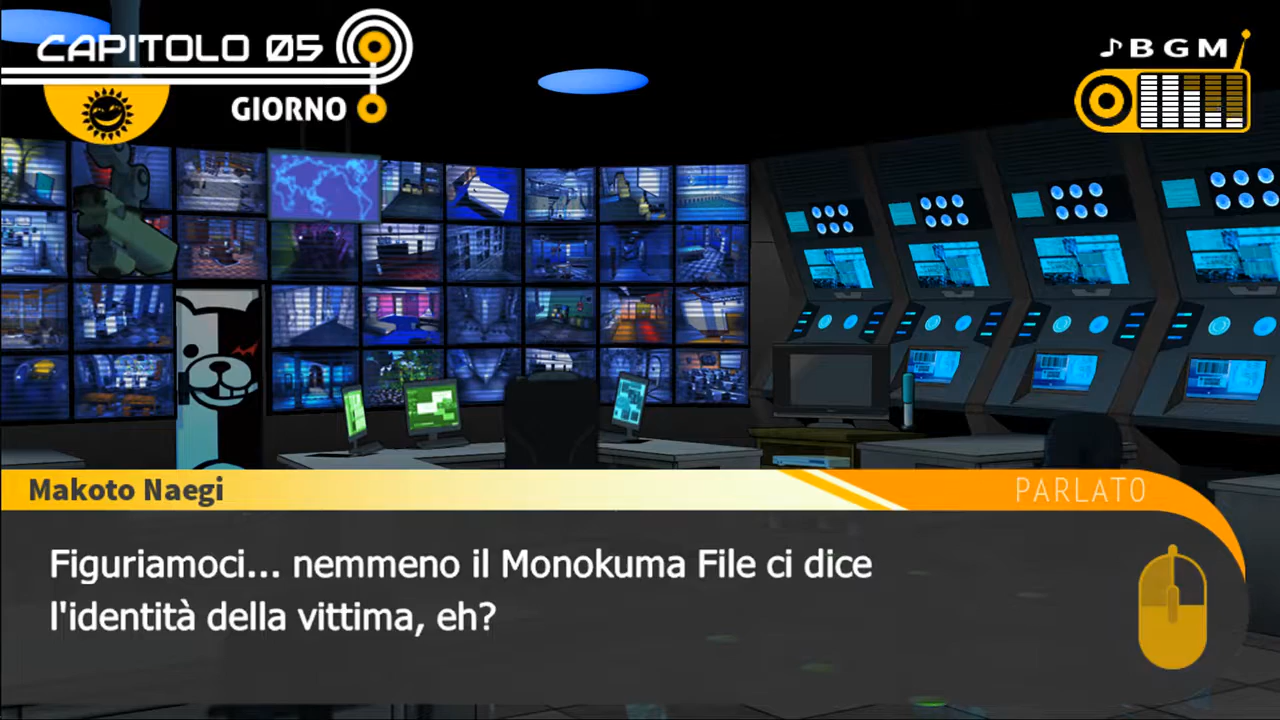 CAPITOLO 05
GIORNO
♪BGM
Makoto Naegi
PARLATO
Figuriamoci... nemmeno il Monokuma File ci dice
l'identità della vittima, eh?